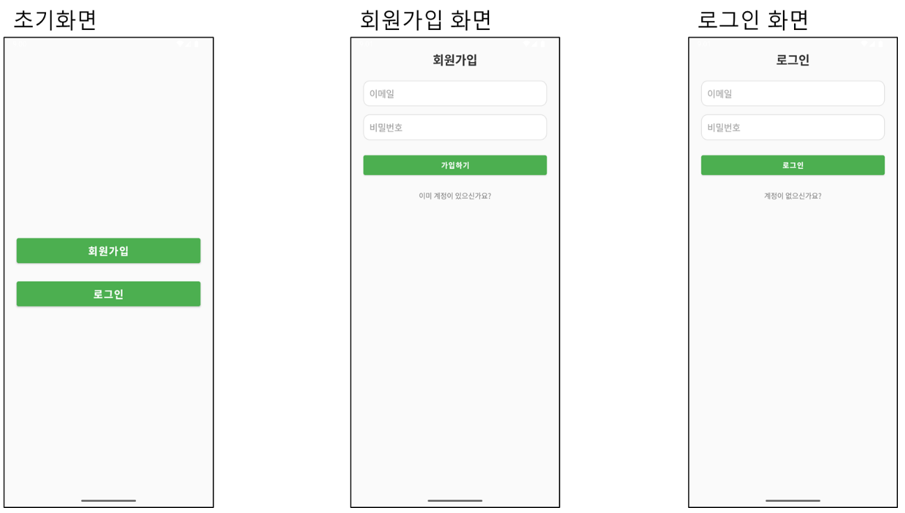 초기화면
회원가입
로그인
회원가입 화면
회원가입
이메일
비밀번호
가입하기
이미 계정이 있으신가요?
로그인 화면
로그인
이메일
비밀번호
로그인
계정이 없으신가요?